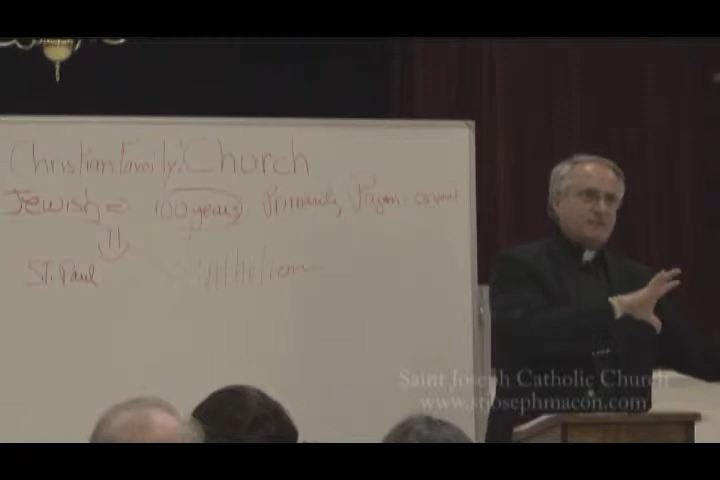 Christian Family: Church
Jewish ⇒ 100 years Primarily Pagan
St. Paul
Saint Joseph Catholic Church
www.stjosephmacon.com